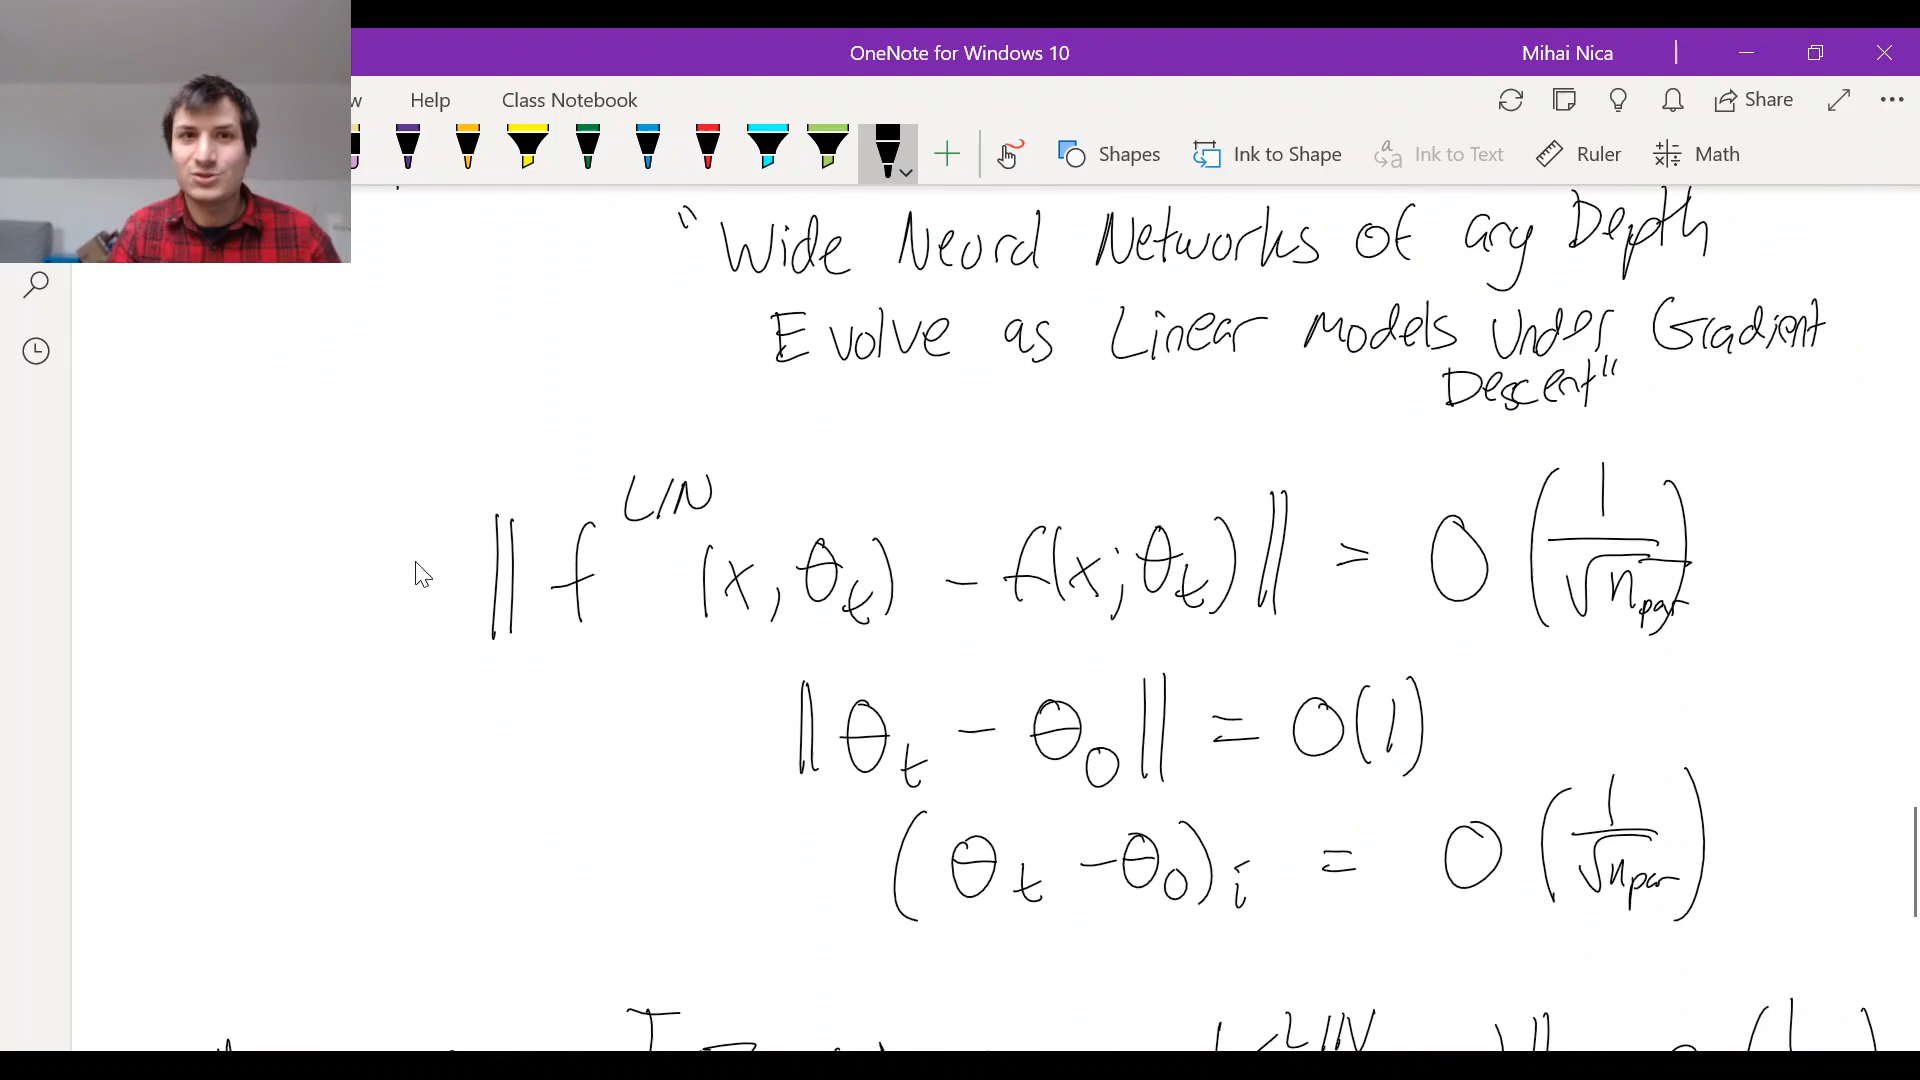 OneNote for Windows 10
Mihai Nica
w Help Class Notebook
Share
Shapes Ink to Shape Ink to Text Ruler Math
"Wide Neural Networks of any Depth
Evolve as Linear Models Under Gradient
Descent"
‖ f^LIN (x, θ_t) − f(x; θ_t) ‖ = O(1/√n_par)
‖ θ_t − θ_0 ‖ = O(1)
(θ_t − θ_0)_i = O(1/√n_par)
LIN